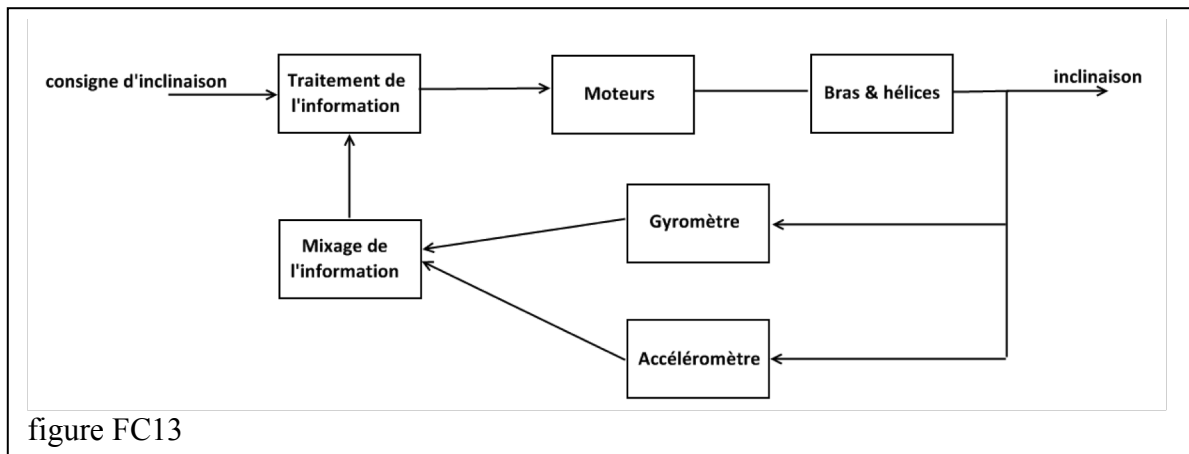 consigne d'inclinaison
Traitement de
l'information
Moteurs
Bras & hélices
inclinaison
Gyromètre
Mixage de
l'information
Accéléromètre
figure FC13